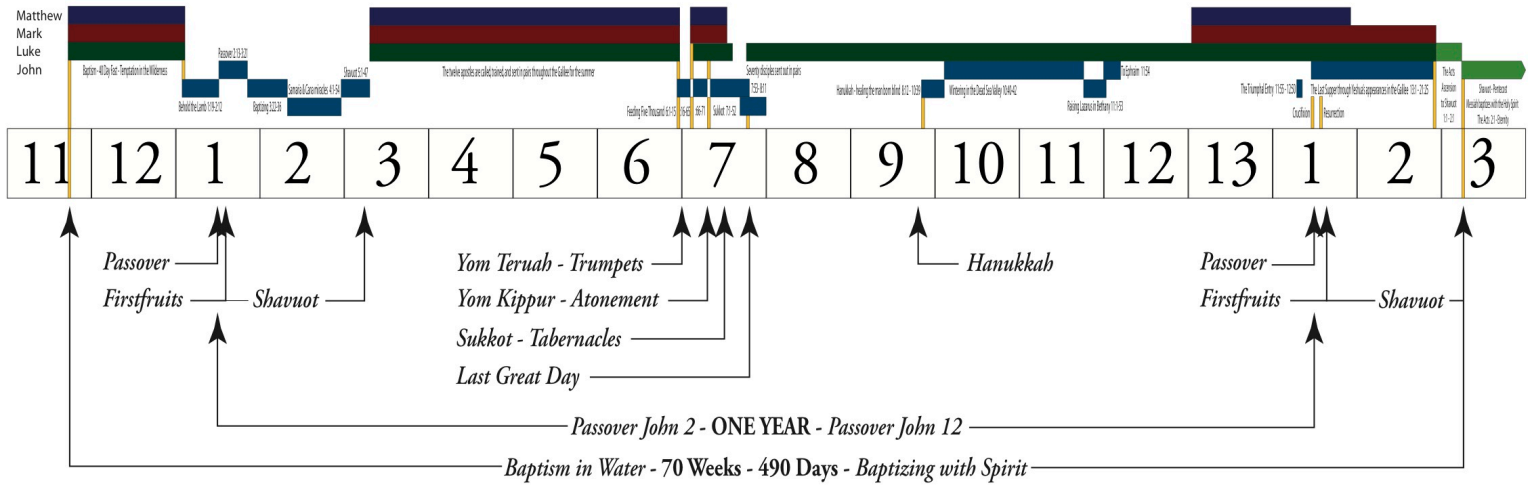 Matthew
Mark
Luke
John
Baptism - 40 Day Fast - Temptation in the Wilderness
Behold the Lamb 1:19-2:12
Passover 2:13-3:21
Baptizing 3:22-36
Samaria & Cana miracles 4:1-54
Shavuot 5:1-47
The twelve apostles are called, trained, and sent in pairs throughout the Galilee for the summer
Feeding Five Thousand 6:1-15
Sukkot 7:1-52
7:53 - 8:11
Seventy disciples sent out in pairs
Hanukkah - healing the man born blind 8:12 - 10:39
Wintering in the Dead Sea Valley 10:40-42
Raising Lazarus in Bethany 11:1-53
To Ephraim 11:54
The Triumphal Entry 11:55 - 12:50
Crucifixion
Resurrection
The Last Supper through Yeshua's appearances in the Galilee 13:1 - 21:25
The Acts
Ascension
to Shavuot
1:1 - 2:1
Shavuot - Pentecost
Messiah baptizes with the Holy Spirit
The Acts 2:1 - Eternity
11 12 1 2 3 4 5 6 7 8 9 10 11 12 13 1 2 3
Passover
Firstfruits
Shavuot
Yom Teruah - Trumpets
Yom Kippur - Atonement
Sukkot - Tabernacles
Last Great Day
Hanukkah
Passover
Firstfruits
Shavuot
Passover John 2 - ONE YEAR - Passover John 12
Baptism in Water - 70 Weeks - 490 Days - Baptizing with Spirit